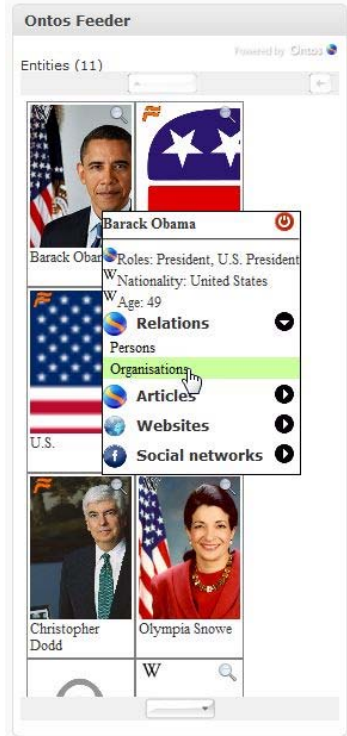 Ontos Feeder
Powered by Ontos
Entities (11)
Barack Obama
Barack Obar
Roles: President, U.S. President
W Nationality: United States
W Age: 49
Relations
Persons
Organisations
Articles
U.S.
Websites
Social networks
Christopher
Dodd
Olympia Snowe
W